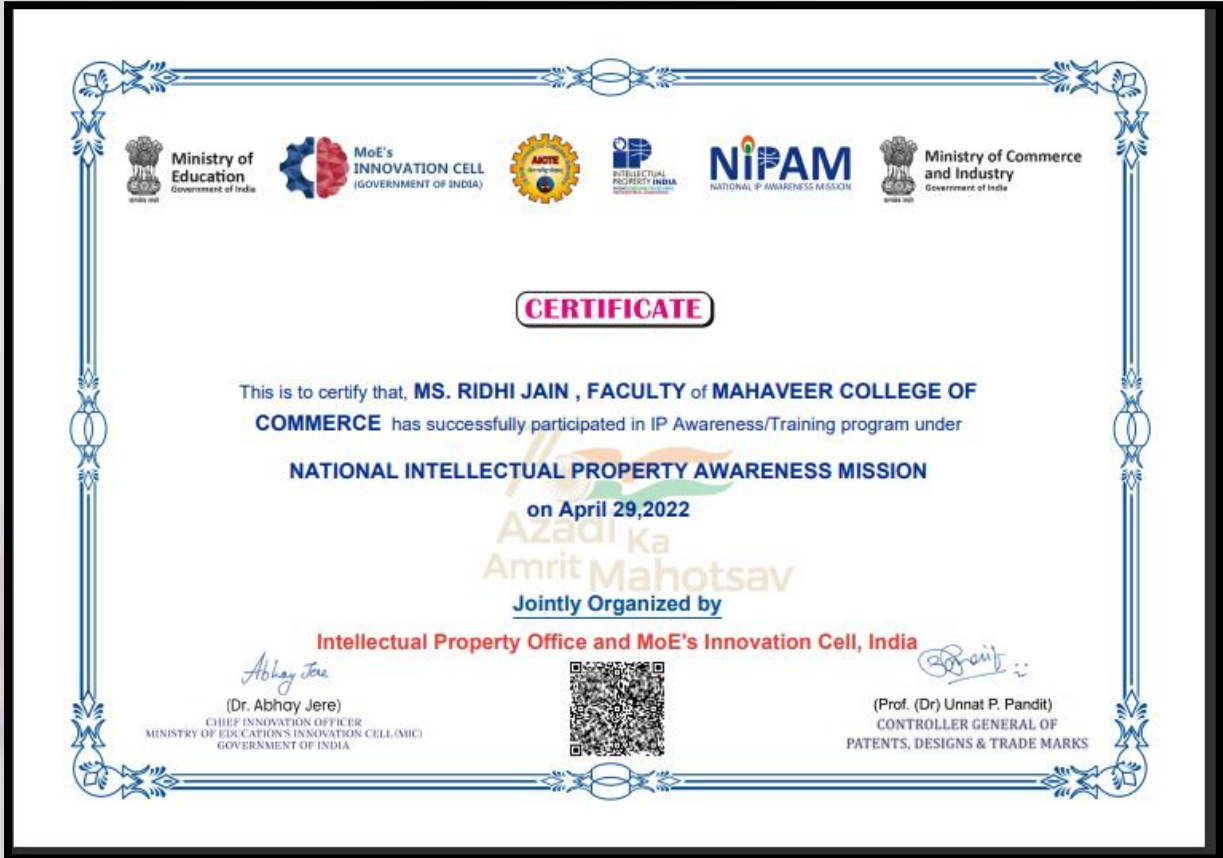 Ministry of
Education
Government of India
MoE's
INNOVATION CELL
(GOVERNMENT OF INDIA)
AICTE
INTELLECTUAL
PROPERTY INDIA
NiPAM
NATIONAL IP AWARENESS MISSION
Ministry of Commerce
and Industry
Government of India
CERTIFICATE
This is to certify that, MS. RIDHI JAIN , FACULTY of MAHAVEER COLLEGE OF
COMMERCE has successfully participated in IP Awareness/Training program under
NATIONAL INTELLECTUAL PROPERTY AWARENESS MISSION
on April 29,2022
Azadi Ka
Amrit Mahotsav
Jointly Organized by
Intellectual Property Office and MoE's Innovation Cell, India
Abhay Jere
(Dr. Abhay Jere)
CHIEF INNOVATION OFFICER
MINISTRY OF EDUCATION'S INNOVATION CELL (MIC)
GOVERNMENT OF INDIA
(Prof. (Dr) Unnat P. Pandit)
CONTROLLER GENERAL OF
PATENTS, DESIGNS & TRADE MARKS